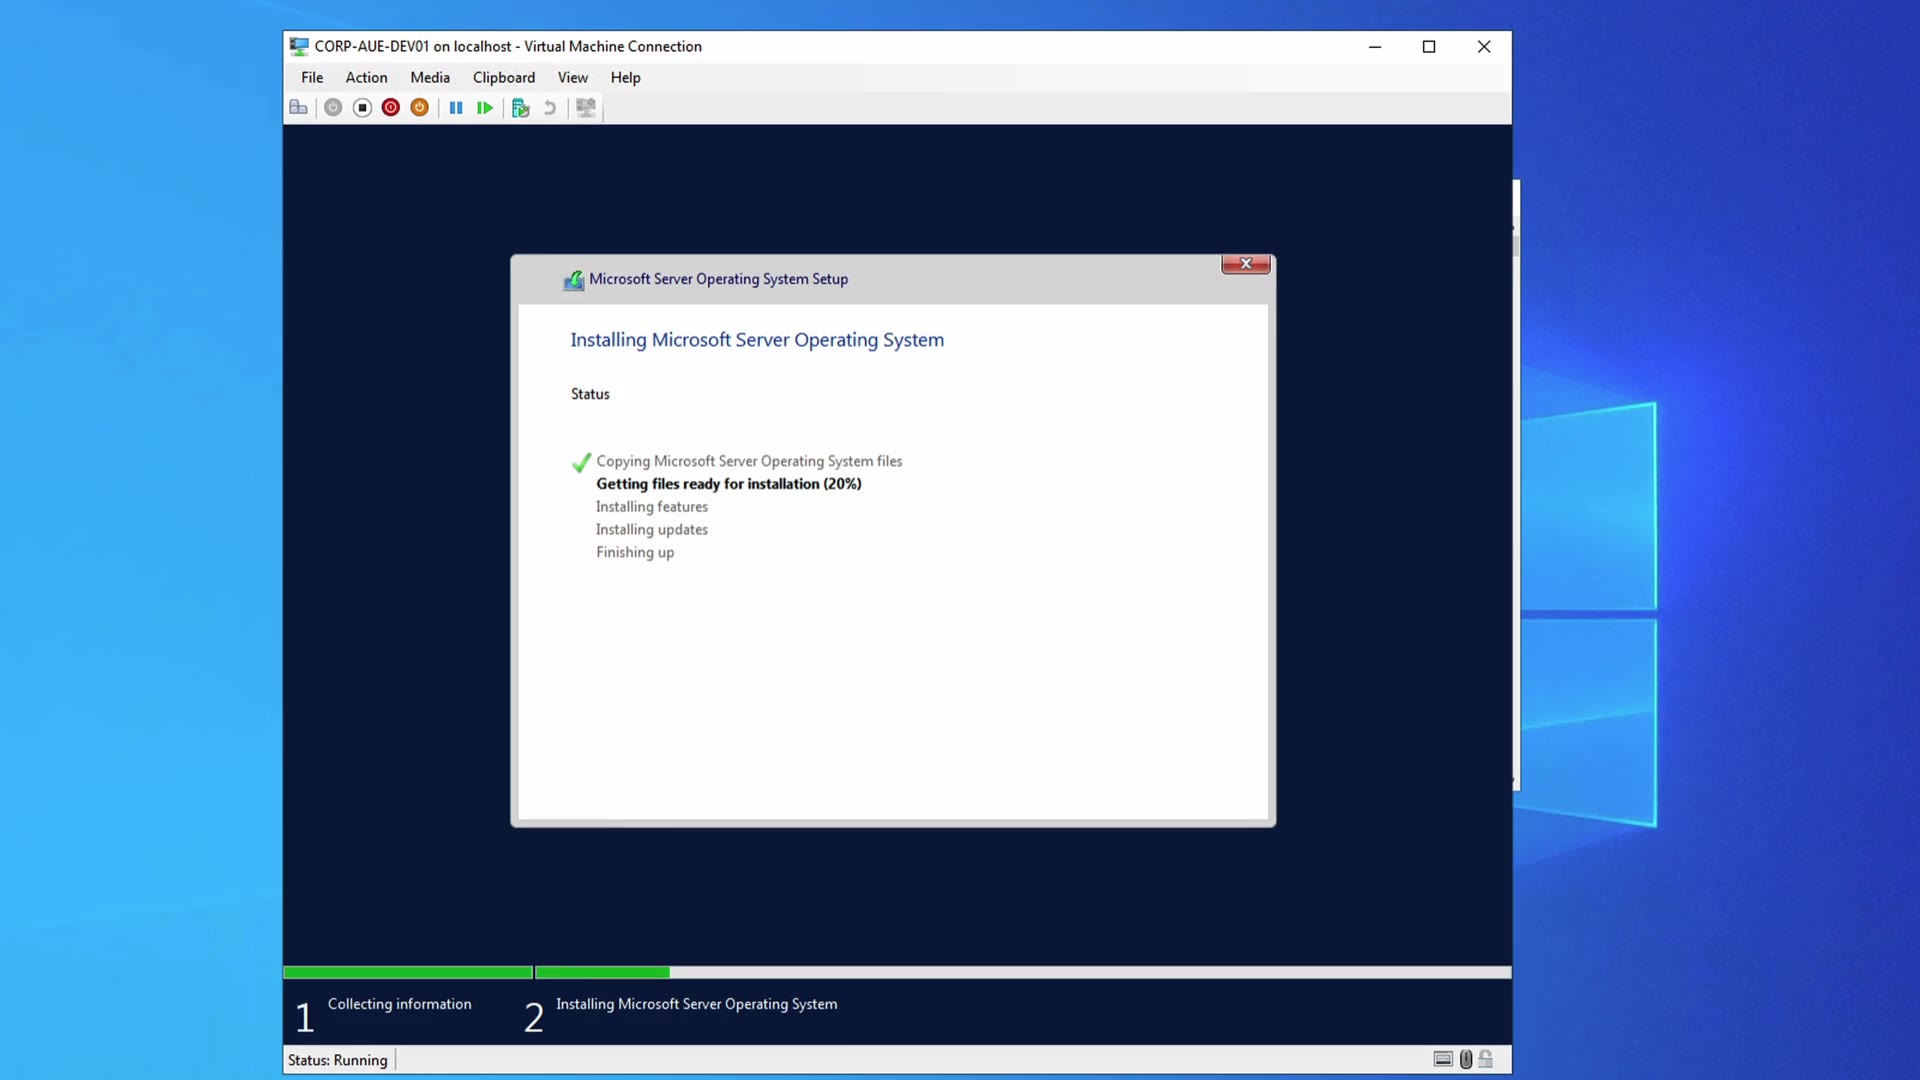 CORP-AUE-DEV01 on localhost - Virtual Machine Connection
File Action Media Clipboard View Help
Microsoft Server Operating System Setup
Installing Microsoft Server Operating System
Status
Copying Microsoft Server Operating System files
Getting files ready for installation (20%)
Installing features
Installing updates
Finishing up
1 Collecting information 2 Installing Microsoft Server Operating System
Status: Running